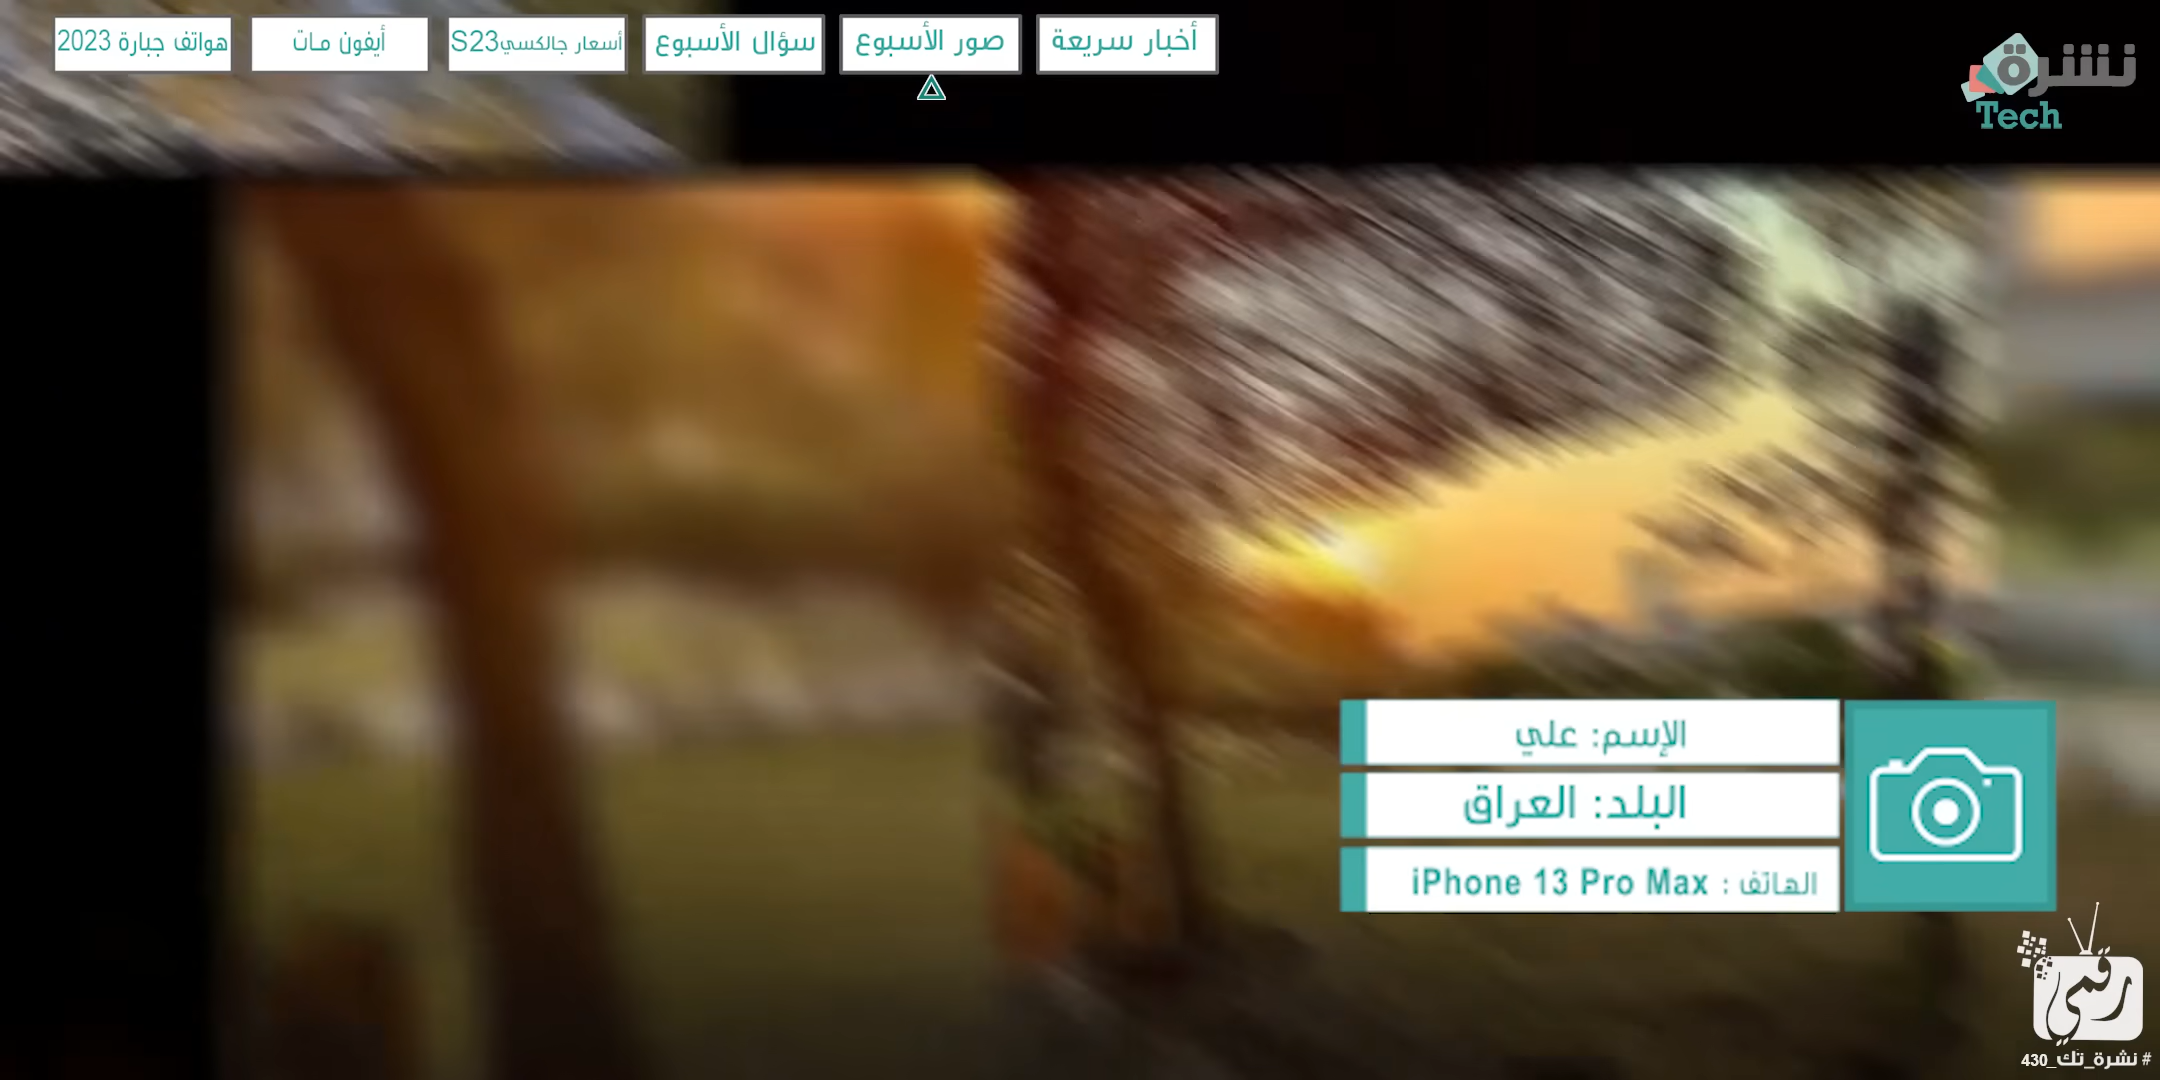 أخبار سريعة
صور الأسبوع
سؤال الأسبوع
أسعار جالكسي S23
أيفون مات
هواتف جبارة 2023
نشرة
Tech
الإسم: علي
البلد: العراق
الهاتف : iPhone 13 Pro Max
رقمي
# نشرة_تك_430